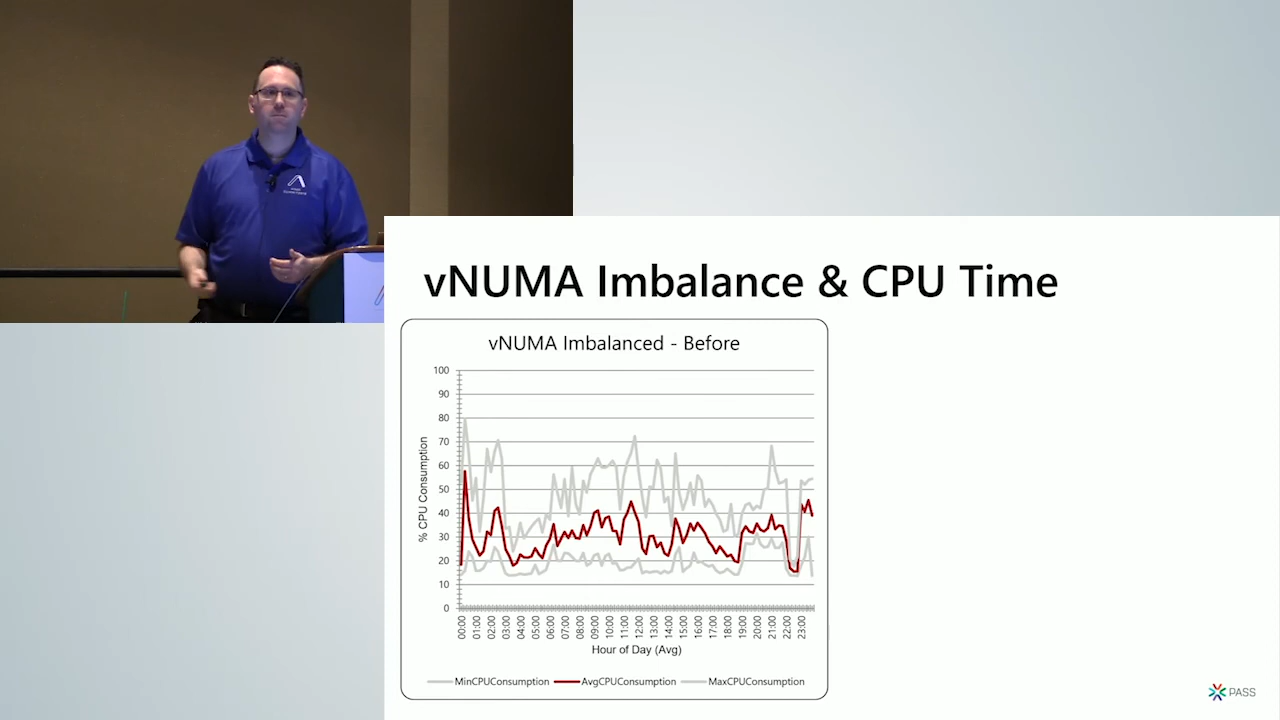 vNUMA Imbalance & CPU Time
vNUMA Imbalanced - Before
100
90
80
70
60
50
40
30
20
10
0
% CPU Consumption
00:00 01:00 02:00 03:00 04:00 05:00 06:00 07:00 08:00 09:00 10:00 11:00 12:00 13:00 14:00 15:00 16:00 17:00 18:00 19:00 20:00 21:00 22:00 23:00
Hour of Day (Avg)
MinCPUConsumption AvgCPUConsumption MaxCPUConsumption
PASS